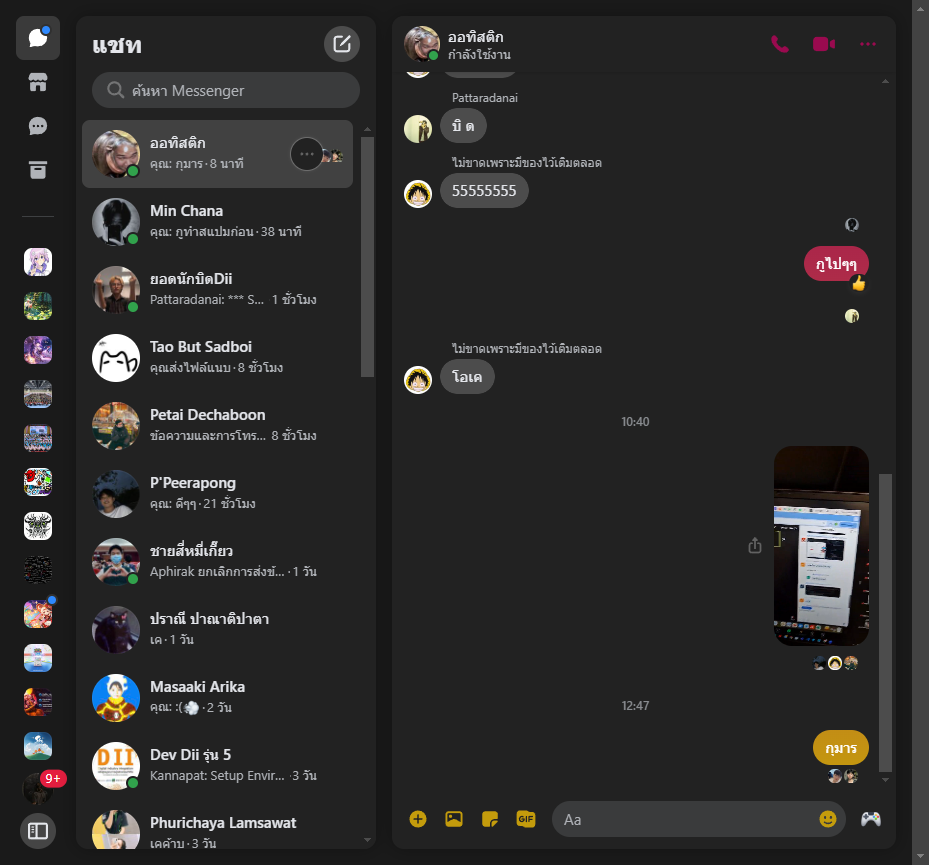 แชท
ค้นหา Messenger
ออทิสติก
คุณ: กุมาร · 8 นาที
Min Chana
คุณ: กูทำสแปมก่อน · 38 นาที
ยอดนักบิดDii
Pattaradanai: *** S... 1 ชั่วโมง
Tao But Sadboi
คุณส่งไฟล์แนบ · 8 ชั่วโมง
Petai Dechaboon
ข้อความและการโทร... 8 ชั่วโมง
P'Peerapong
คุณ: ดีๆๆ · 21 ชั่วโมง
ชายสี่หมี่เกี๊ยว
Aphirak ยกเลิกการส่งข้... · 1 วัน
ปราณี ปาณาติปาตา
เค · 1 วัน
Masaaki Arika
คุณ: :(💨 · 2 วัน
DII
Dev Dii รุ่น 5
Kannapat: Setup Envir... · 3 วัน
Phurichaya Lamsawat
เคค้าบ · 3 วัน
9+
ออทิสติก
กำลังใช้งาน
Pattaradanai
บิ ด
ไม่ขาดเพราะมีของไว้เติมตลอด
55555555
กูไปๆๆ
ไม่ขาดเพราะมีของไว้เติมตลอด
โอเค
10:40
12:47
กุมาร
GIF
Aa